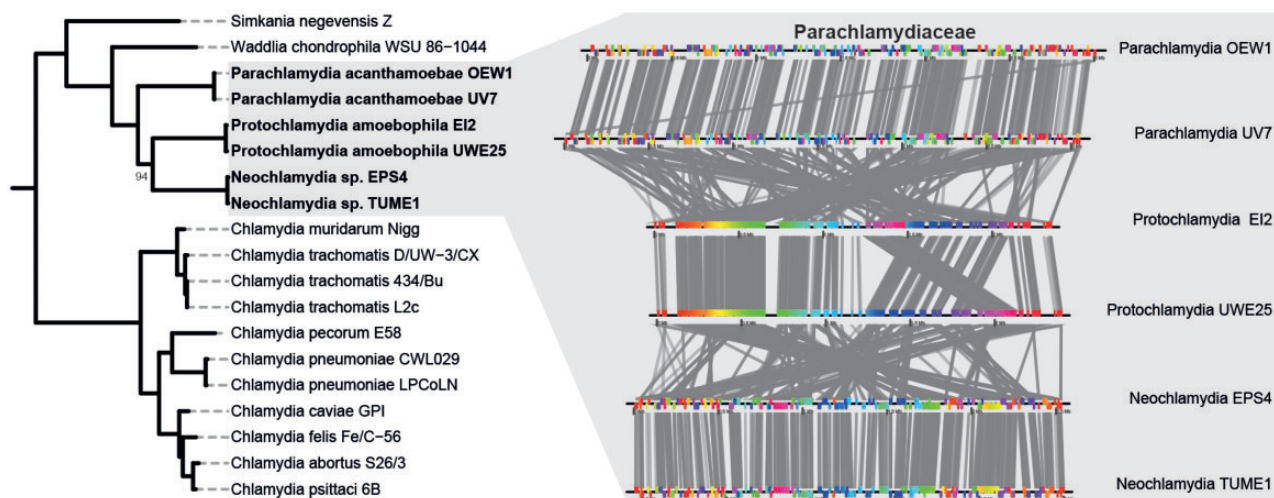 Simkania negevensis Z
Waddlia chondrophila WSU 86−1044
Parachlamydia acanthamoebae OEW1
Parachlamydia acanthamoebae UV7
Protochlamydia amoebophila EI2
Protochlamydia amoebophila UWE25
94
Neochlamydia sp. EPS4
Neochlamydia sp. TUME1
Chlamydia muridarum Nigg
Chlamydia trachomatis D/UW−3/CX
Chlamydia trachomatis 434/Bu
Chlamydia trachomatis L2c
Chlamydia pecorum E58
Chlamydia pneumoniae CWL029
Chlamydia pneumoniae LPCoLN
Chlamydia caviae GPI
Chlamydia felis Fe/C−56
Chlamydia abortus S26/3
Chlamydia psittaci 6B
Parachlamydiaceae
Parachlamydia OEW1
Parachlamydia UV7
Protochlamydia EI2
Protochlamydia UWE25
Neochlamydia EPS4
Neochlamydia TUME1